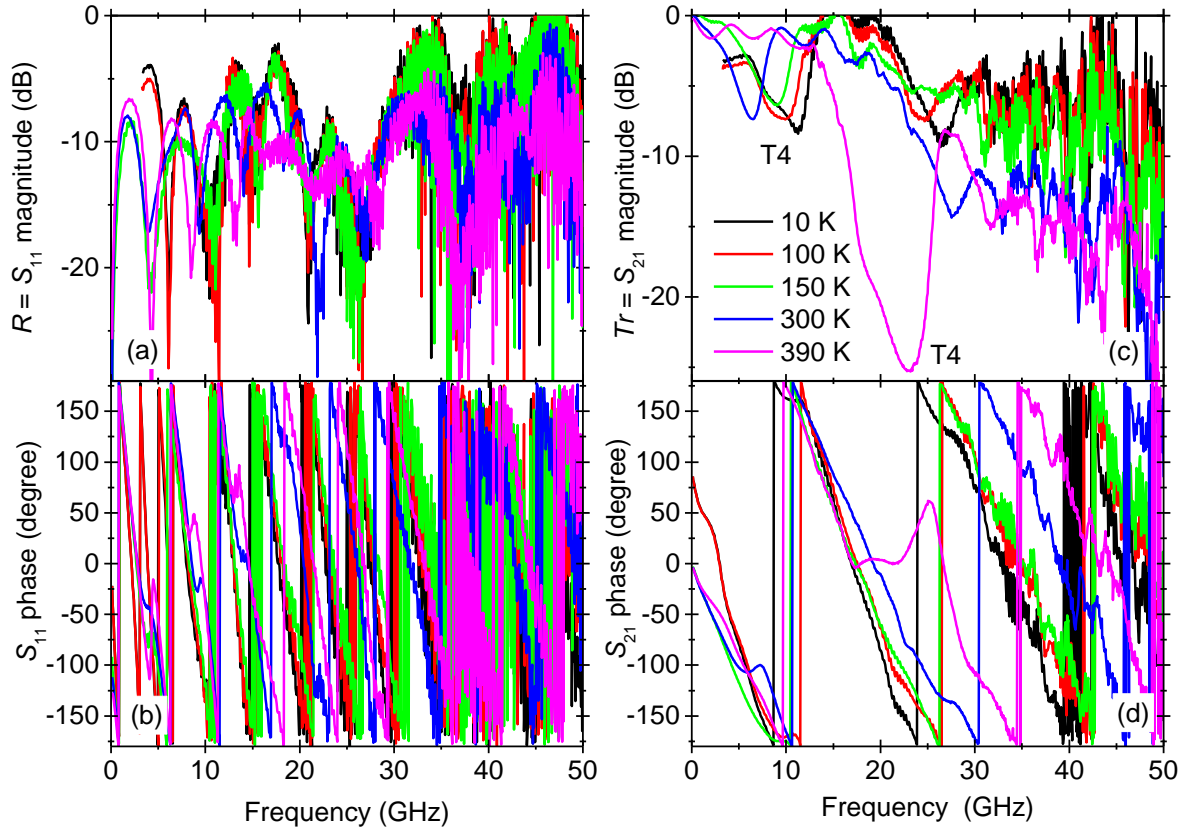 R = S11 magnitude (dB)
0
-10
-20
(a)
S11 phase (degree)
150
100
50
0
-50
-100
-150
(b)
0 10 20 30 40 50
Frequency (GHz)
Tr = S21 magnitude (dB)
0
-10
-20
T4
10 K
100 K
150 K
300 K
390 K
T4
(c)
S21 phase (degree)
150
100
50
0
-50
-100
-150
(d)
0 10 20 30 40 50
Frequency (GHz)